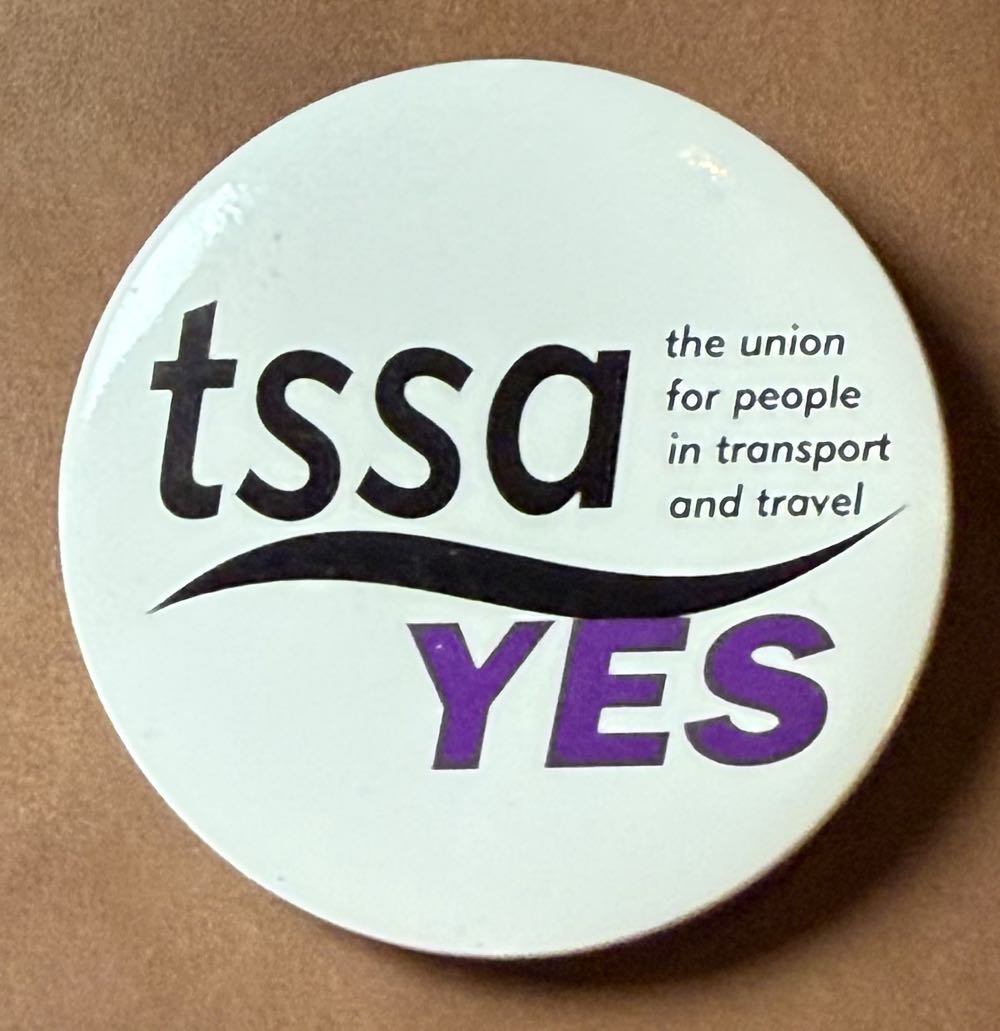 tssa
the union
for people
in transport
and travel
YES